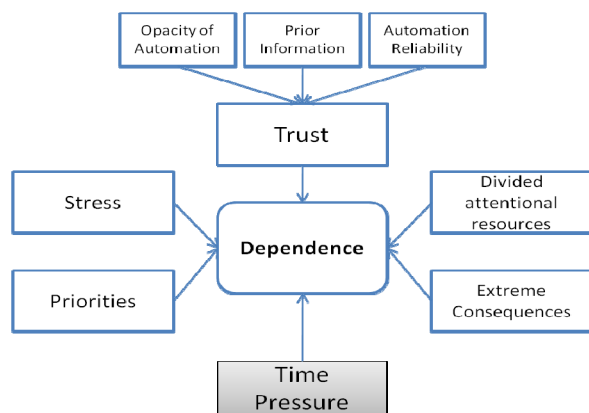 Opacity of
Automation
Prior
Information
Automation
Reliability
Trust
Stress
Divided
attentional
resources
Dependence
Priorities
Extreme
Consequences
Time
Pressure